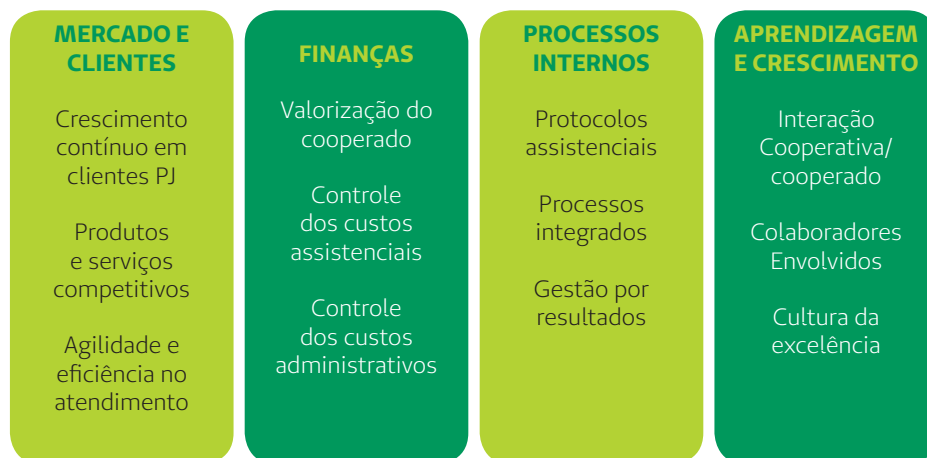 MERCADO E
CLIENTES
Crescimento
contínuo em
clientes PJ
Produtos
e serviços
competitivos
Agilidade e
eficiência no
atendimento
FINANÇAS
Valorização do
cooperado
Controle
dos custos
assistenciais
Controle
dos custos
administrativos
PROCESSOS
INTERNOS
Protocolos
assistenciais
Processos
integrados
Gestão por
resultados
APRENDIZAGEM
E CRESCIMENTO
Interação
Cooperativa/
cooperado
Colaboradores
Envolvidos
Cultura da
excelência